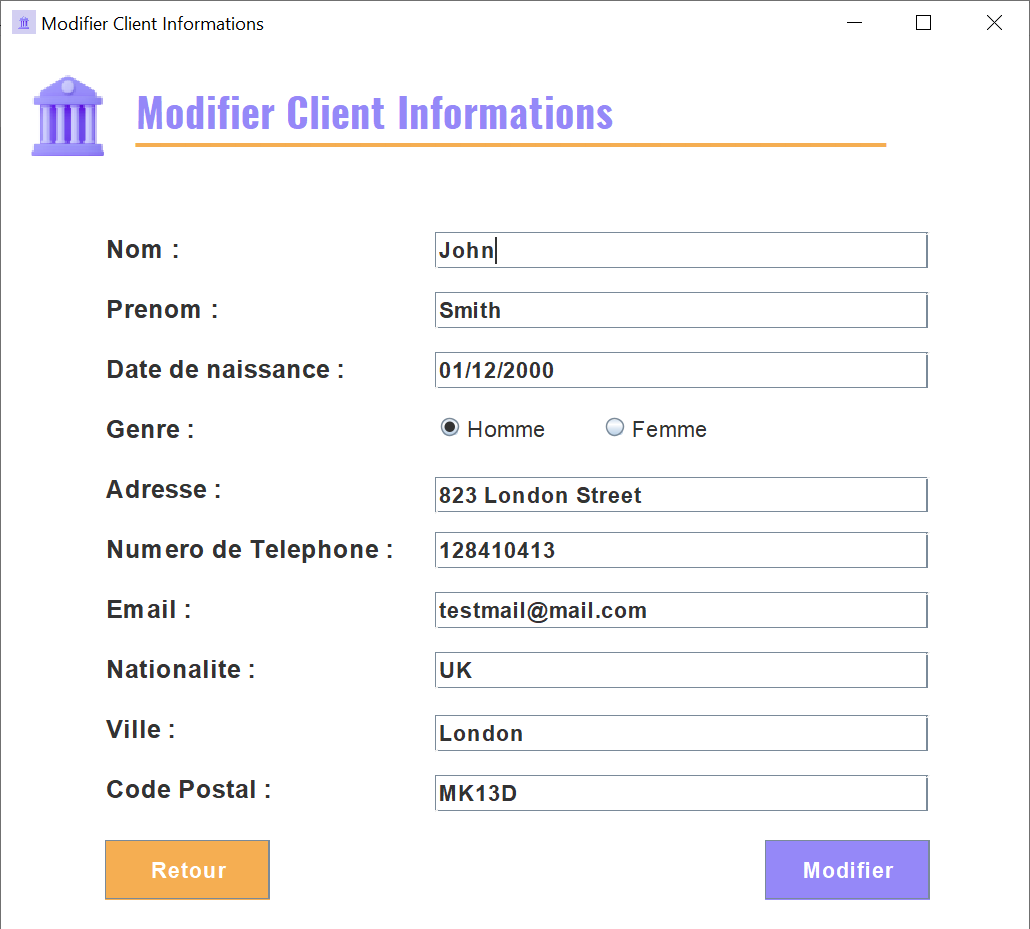 Modifier Client Informations
Modifier Client Informations
Nom : John
Prenom : Smith
Date de naissance : 01/12/2000
Genre : Homme Femme
Adresse : 823 London Street
Numero de Telephone : 128410413
Email : testmail@mail.com
Nationalite : UK
Ville : London
Code Postal : MK13D
Retour Modifier